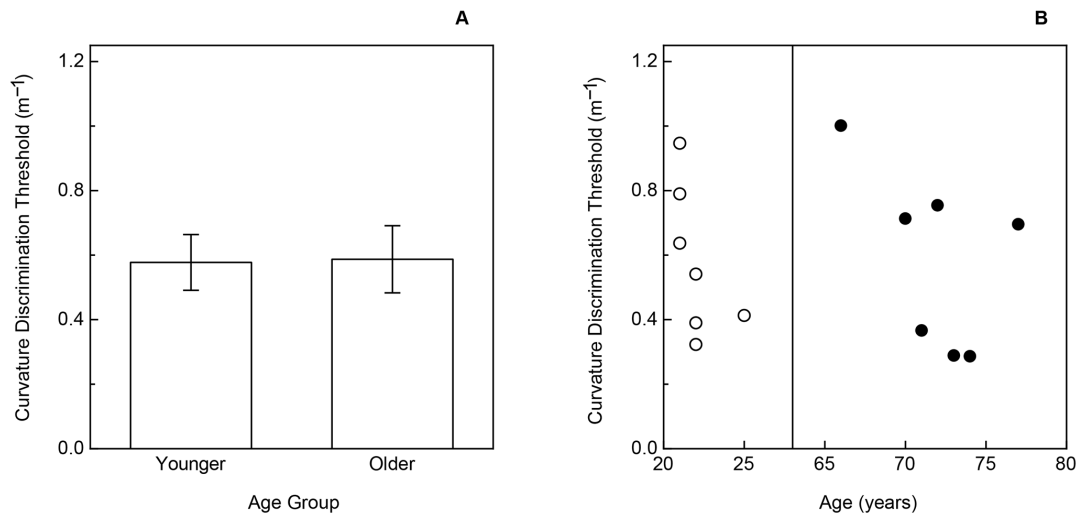 A
Curvature Discrimination Threshold (m⁻¹)
1.2
0.8
0.4
0.0
Younger Older
Age Group
B
Curvature Discrimination Threshold (m⁻¹)
1.2
0.8
0.4
0.0
20 25 65 70 75 80
Age (years)